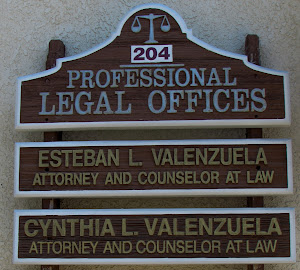 204
PROFESSIONAL
LEGAL OFFICES
ESTEBAN L. VALENZUELA
ATTORNEY AND COUNSELOR AT LAW
CYNTHIA L. VALENZUELA
ATTORNEY AND COUNSELOR AT LAW